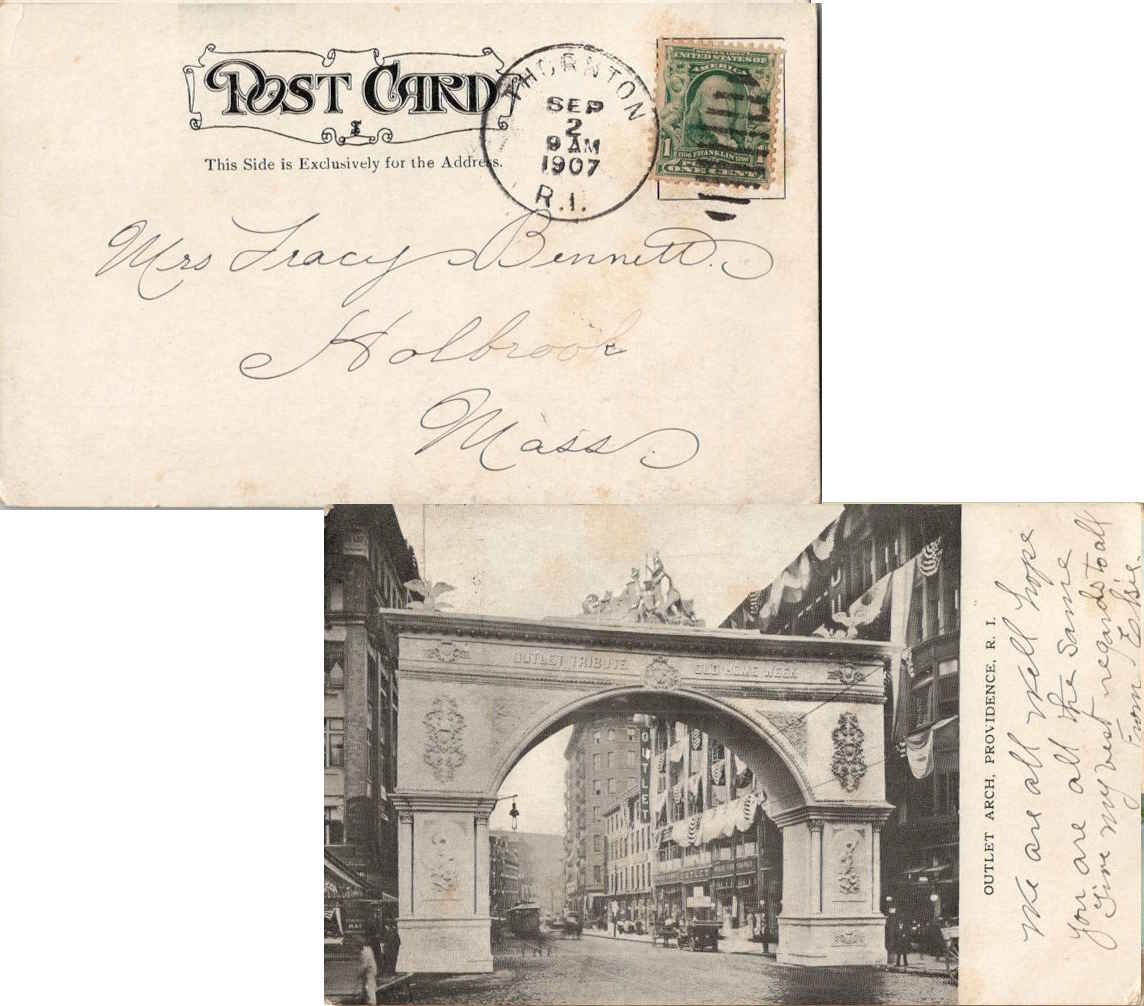 POST CARD
This Side is Exclusively for the Address.
THORNTON
SEP
2
9 AM
1907
R.I.
UNITED STATES OF
AMERICA
1
FRANKLIN
ONE CENT
Mrs Tracy Bennett.
Holbrook
Mass
OUTLET TRIBUTE OLD HOME WEEK
OUTLET
OUTLET ARCH, PROVIDENCE, R. I.
We are all well hope
you are all the same
Give my best regards to all
From